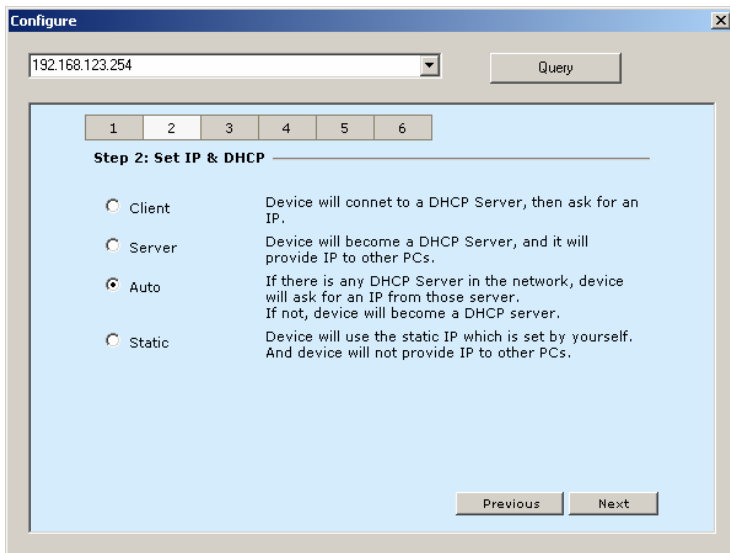 Configure
192.168.123.254
Query
1 2 3 4 5 6
Step 2: Set IP & DHCP
Client
Device will connet to a DHCP Server, then ask for an
IP.
Server
Device will become a DHCP Server, and it will
provide IP to other PCs.
Auto
If there is any DHCP Server in the network, device
will ask for an IP from those server.
If not, device will become a DHCP server.
Static
Device will use the static IP which is set by yourself.
And device will not provide IP to other PCs.
Previous Next